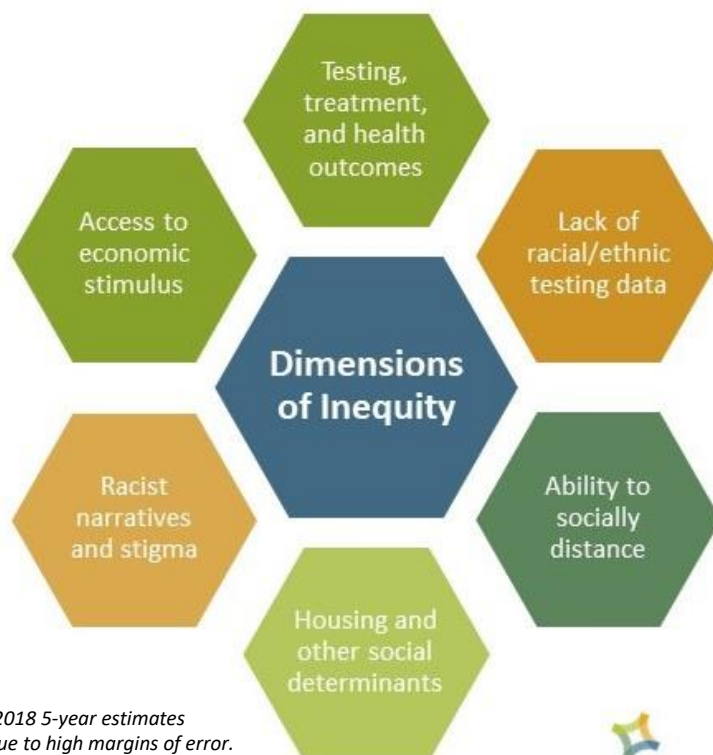 Testing,
treatment,
and health
outcomes
Access to
economic
stimulus
Lack of
racial/ethnic
testing data
Dimensions
of Inequity
Racist
narratives
and stigma
Ability to
socially
distance
Housing and
other social
determinants
2018 5-year estimates
ue to high margins of error.